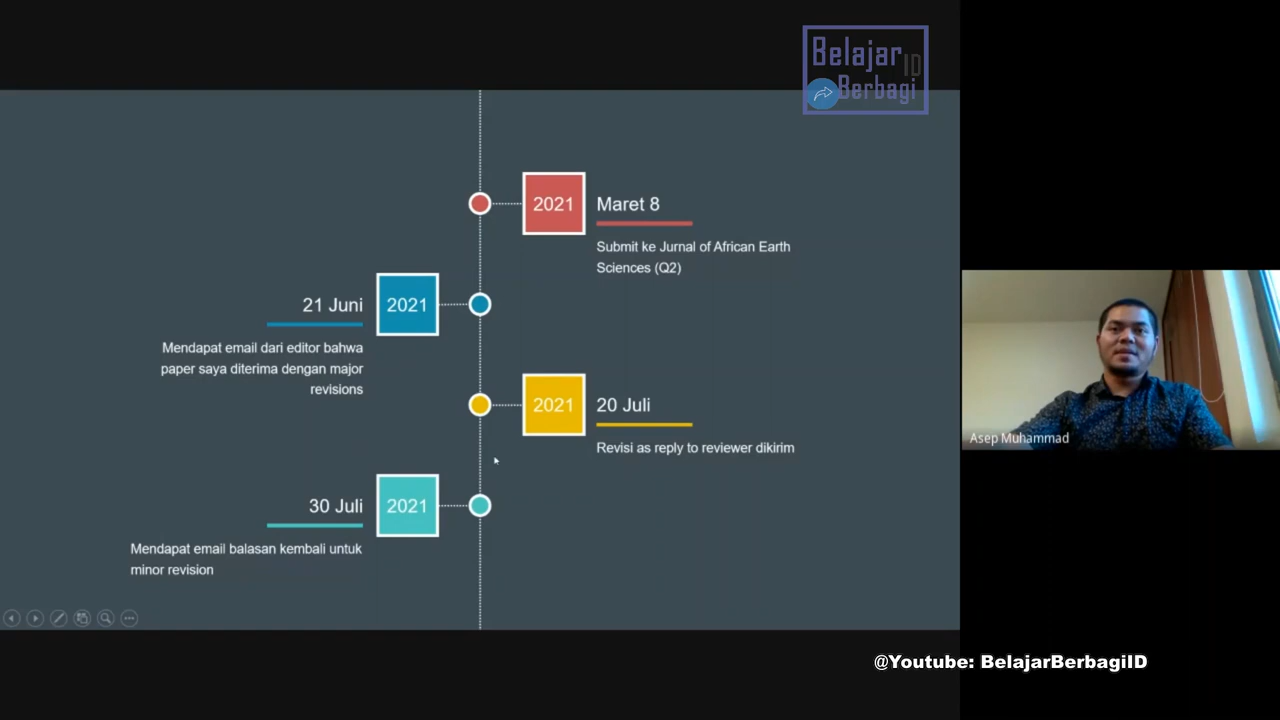 Belajar
ID
Berbagi
2021
Maret 8
Submit ke Jurnal of African Earth
Sciences (Q2)
21 Juni
2021
Mendapat email dari editor bahwa
paper saya diterima dengan major
revisions
2021
20 Juli
Revisi as reply to reviewer dikirim
30 Juli
2021
Mendapat email balasan kembali untuk
minor revision
Asep Muhammad
@Youtube: BelajarBerbagiID